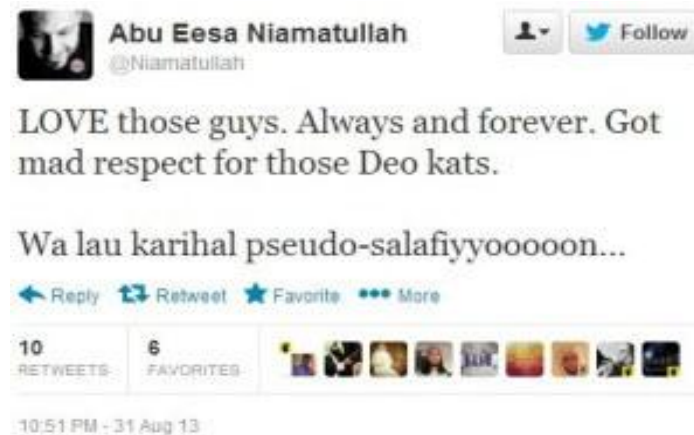 Abu Eesa Niamatullah
Follow
@Niamatullah
LOVE those guys. Always and forever. Got
mad respect for those Deo kats.
Wa lau karihal pseudo-salafiyyooooon...
Reply Retweet Favorite More
10 6
RETWEETS FAVORITES
10:51 PM - 31 Aug 13